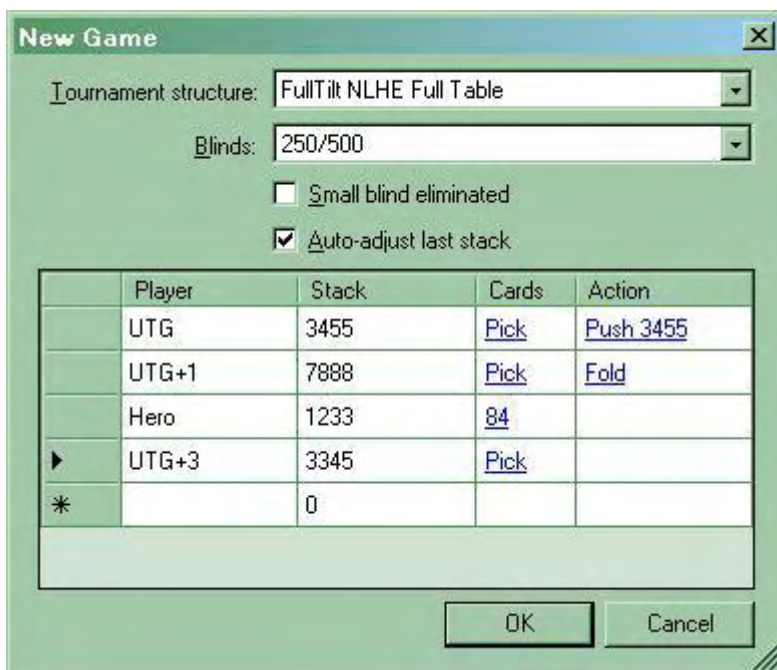 New Game
Tournament structure: FullTilt NLHE Full Table
Blinds: 250/500
Small blind eliminated
Auto-adjust last stack
Player Stack Cards Action
UTG 3455 Pick Push 3455
UTG+1 7888 Pick Fold
Hero 1233 84
UTG+3 3345 Pick
* 0
OK Cancel